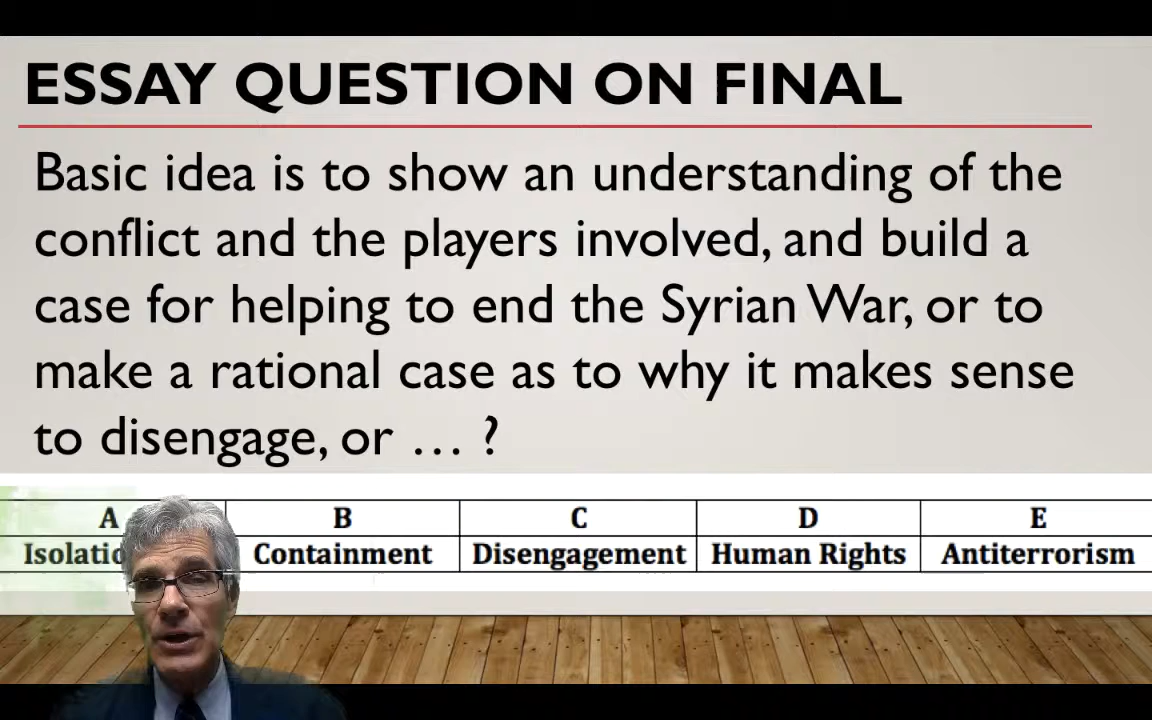 ESSAY QUESTION ON FINAL
Basic idea is to show an understanding of the
conflict and the players involved, and build a
case for helping to end the Syrian War, or to
make a rational case as to why it makes sense
to disengage, or … ?
A B C D E
Containment Disengagement Human Rights Antiterrorism